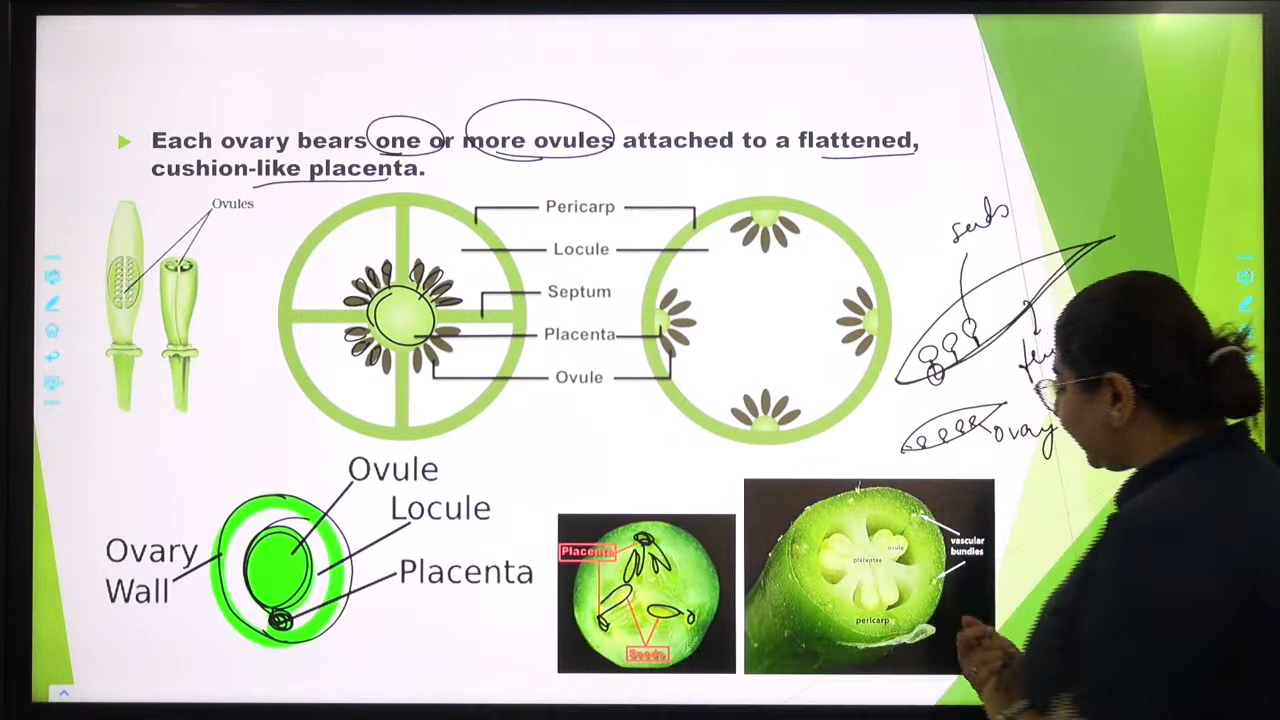 Each ovary bears one or more ovules attached to a flattened,
cushion-like placenta.
Ovules
Pericarp
Locule
Septum
Placenta
Ovule
seeds
ovary
Ovule
Locule
Placenta
Ovary
Wall
Placenta
Seeds
ovule
placentae
vascular
bundles
pericarp